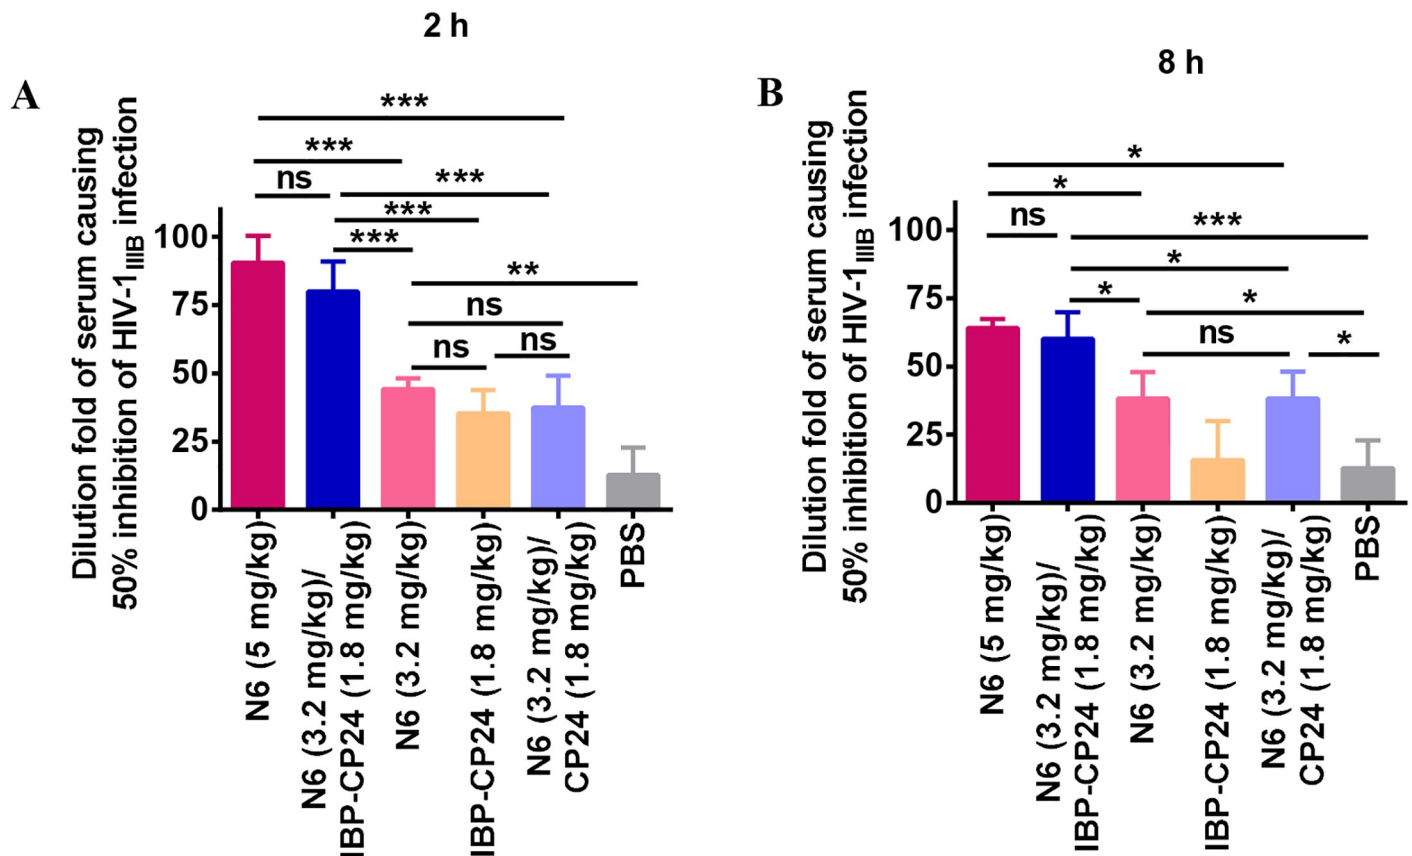 2 h
A
Dilution fold of serum causing
50% inhibition of HIV-1IIIB infection
100
75
50
25
0
***
***
ns
***
***
***
**
ns
ns
ns
N6 (5 mg/kg)
N6 (3.2 mg/kg)/
IBP-CP24 (1.8 mg/kg)
N6 (3.2 mg/kg)
IBP-CP24 (1.8 mg/kg)
N6 (3.2 mg/kg)/
CP24 (1.8 mg/kg)
PBS
8 h
B
Dilution fold of serum causing
50% inhibition of HIV-1IIIB infection
100
75
50
25
0
*
*
ns
***
*
*
*
ns
*
N6 (5 mg/kg)
N6 (3.2 mg/kg)/
IBP-CP24 (1.8 mg/kg)
N6 (3.2 mg/kg)
IBP-CP24 (1.8 mg/kg)
N6 (3.2 mg/kg)/
CP24 (1.8 mg/kg)
PBS